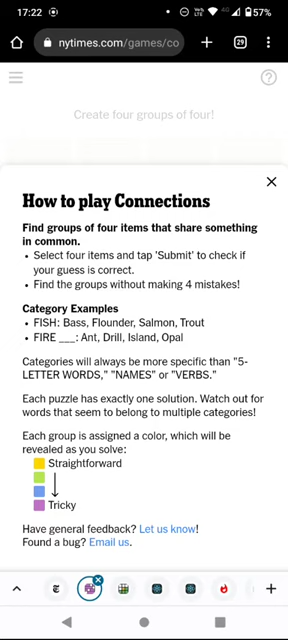 17:22
4G
57%
nytimes.com/games/co
29
Create four groups of four!
How to play Connections
Find groups of four items that share something
in common.
• Select four items and tap 'Submit' to check if
your guess is correct.
• Find the groups without making 4 mistakes!
Category Examples
• FISH: Bass, Flounder, Salmon, Trout
• FIRE ___: Ant, Drill, Island, Opal
Categories will always be more specific than "5-
LETTER WORDS," "NAMES" or "VERBS."
Each puzzle has exactly one solution. Watch out for
words that seem to belong to multiple categories!
Each group is assigned a color, which will be
revealed as you solve:
Straightforward
Tricky
Have general feedback? Let us know!
Found a bug? Email us.